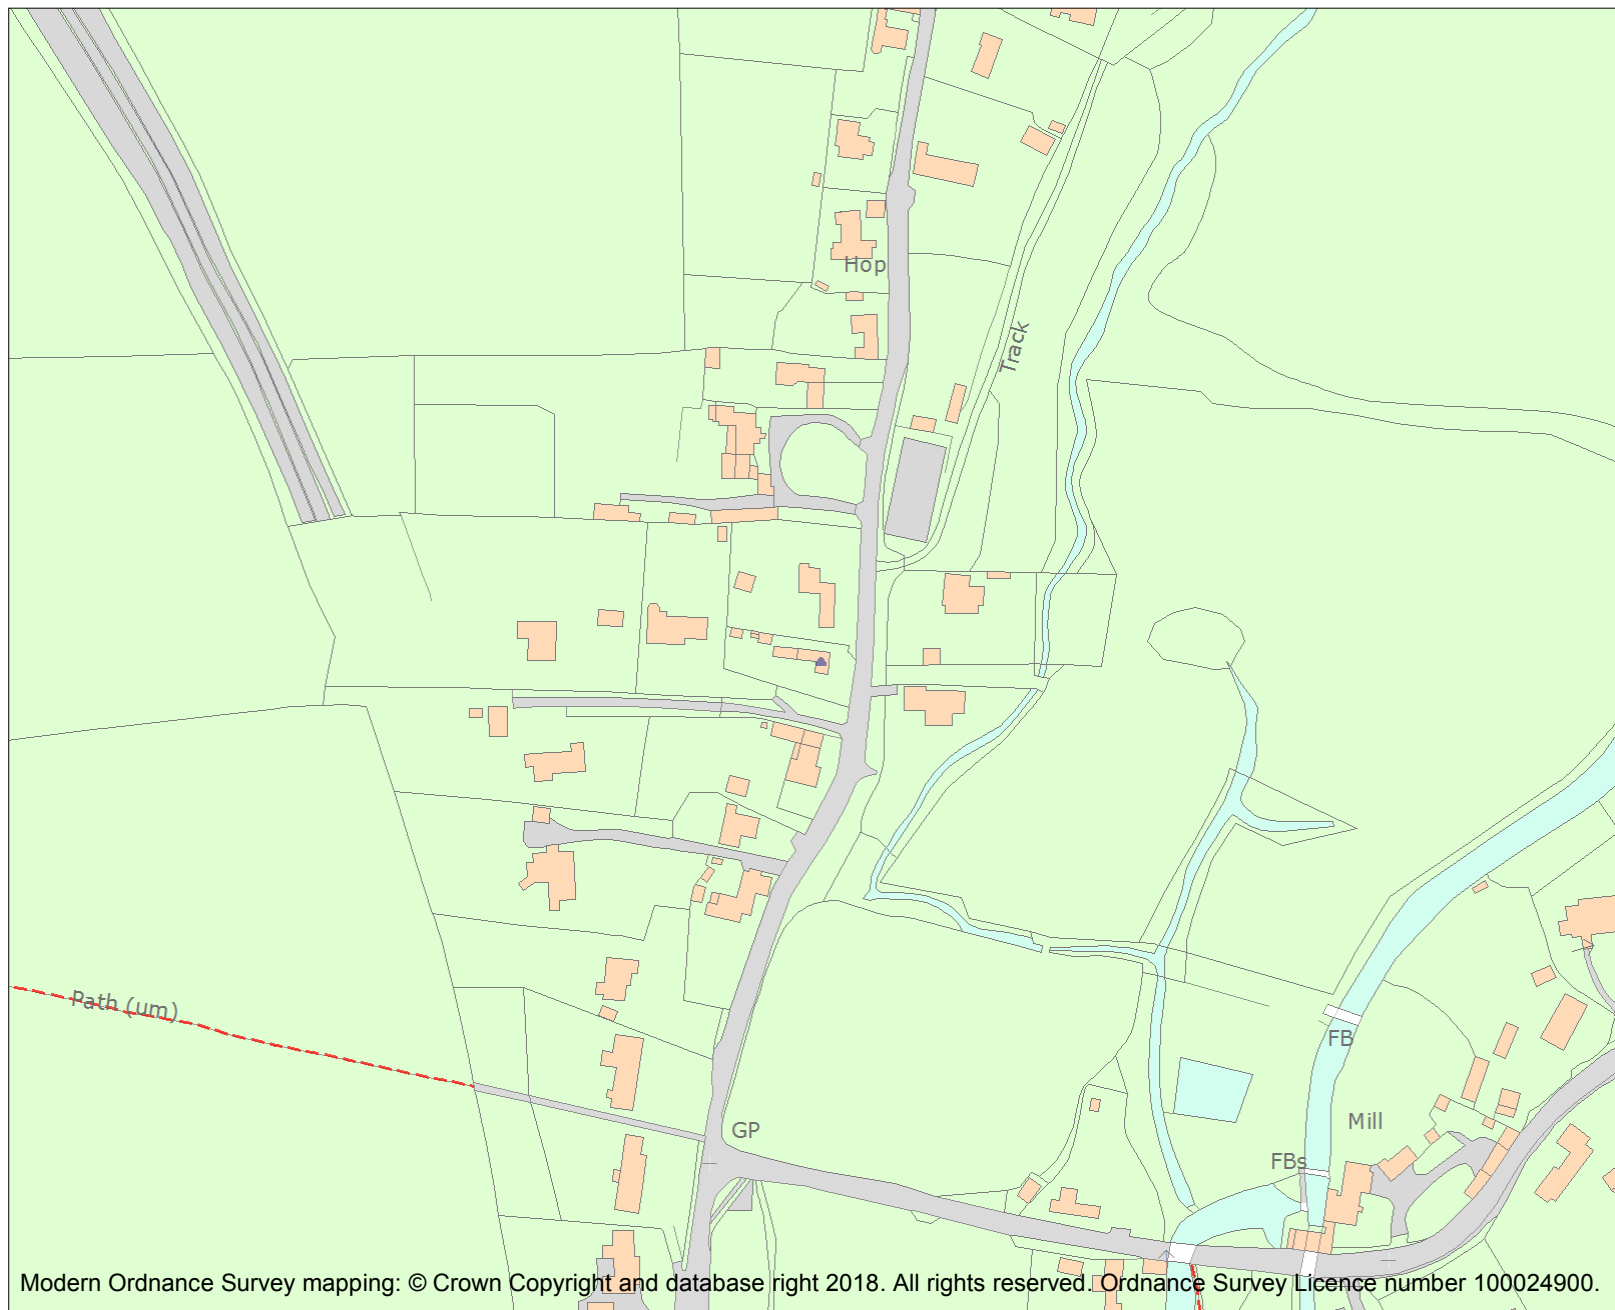 Hop
Track
Path (um)
FB
Mill
GP
FBs
Modern Ordnance Survey mapping: © Crown Copyright and database right 2018. All rights reserved. Ordnance Survey Licence number 100024900.